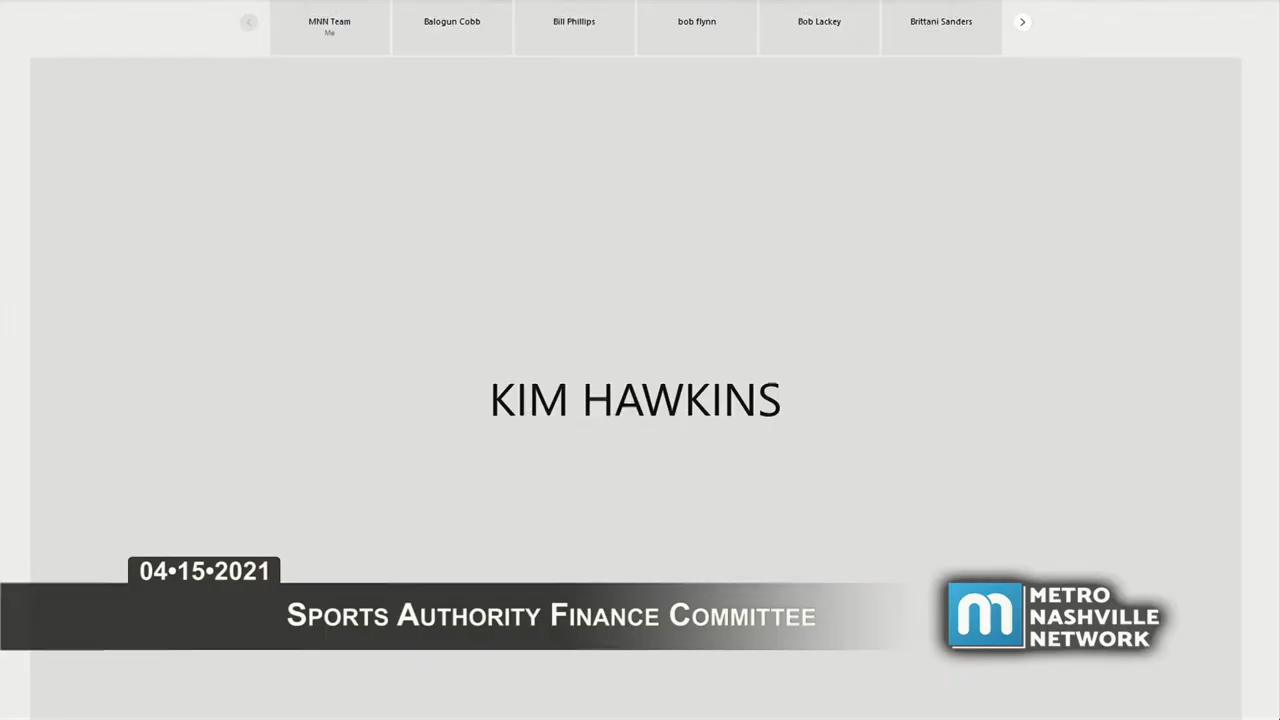 MNN Team
Me
Balogun Cobb
Bill Phillips
bob flynn
Bob Lackey
Brittani Sanders
KIM HAWKINS
04•15•2021
SPORTS AUTHORITY FINANCE COMMITTEE
m
METRO
NASHVILLE
NETWORK